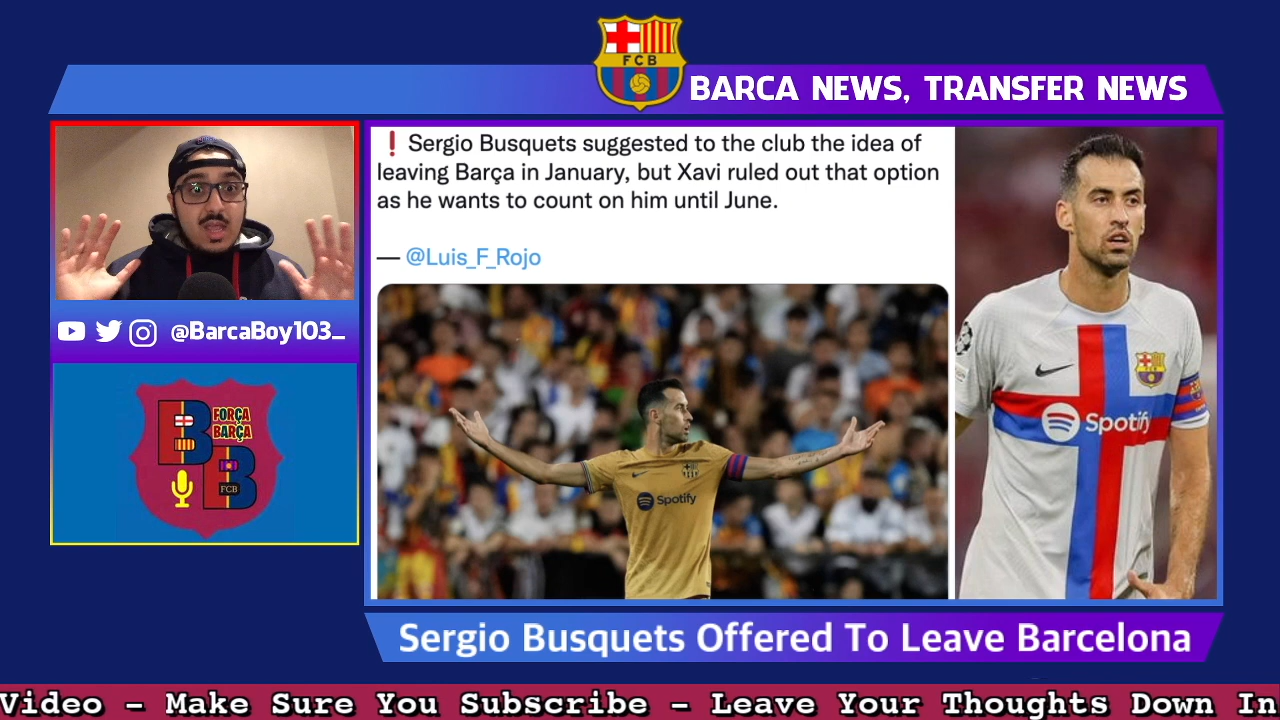 FCB
BARCA NEWS, TRANSFER NEWS
❗ Sergio Busquets suggested to the club the idea of
leaving Barça in January, but Xavi ruled out that option
as he wants to count on him until June.
— @Luis_F_Rojo
@BarcaBoy103_
B FORÇA
BARÇA
B
FCB
Spotify
Spotify
Sergio Busquets Offered To Leave Barcelona
Video - Make Sure You Subscribe - Leave Your Thoughts Down In